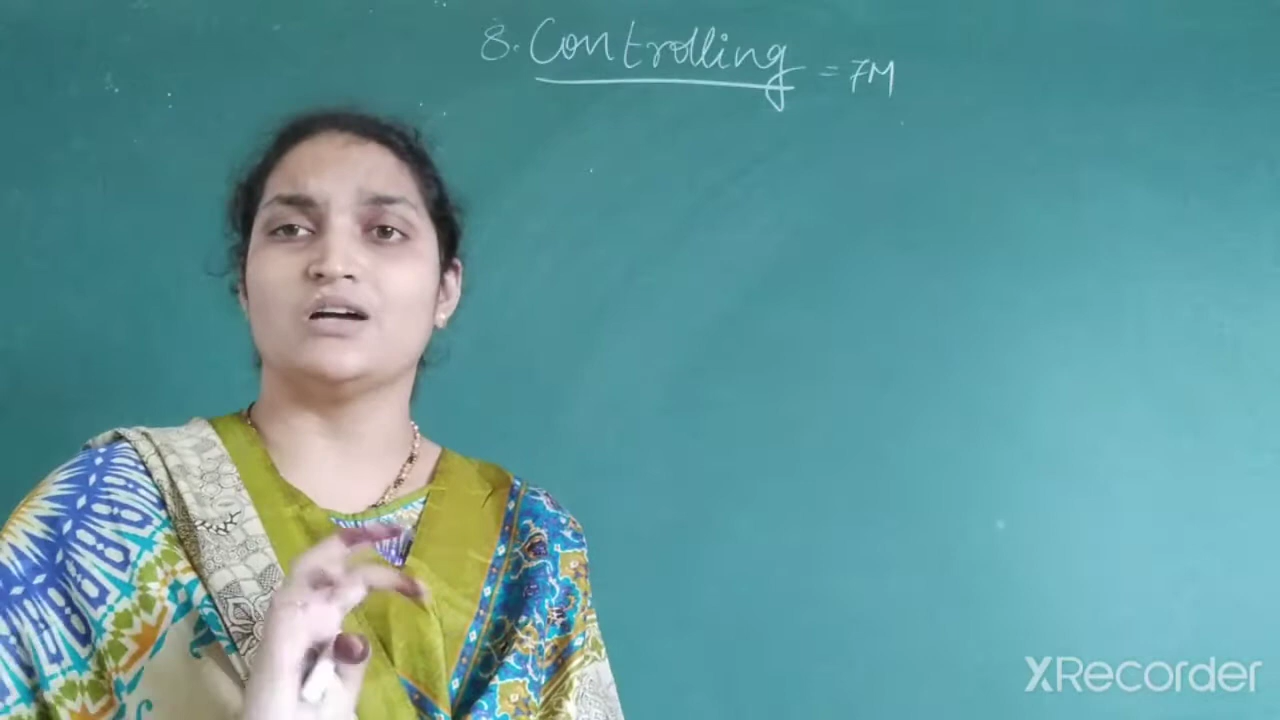 8. Controlling = 7M
XRecorder